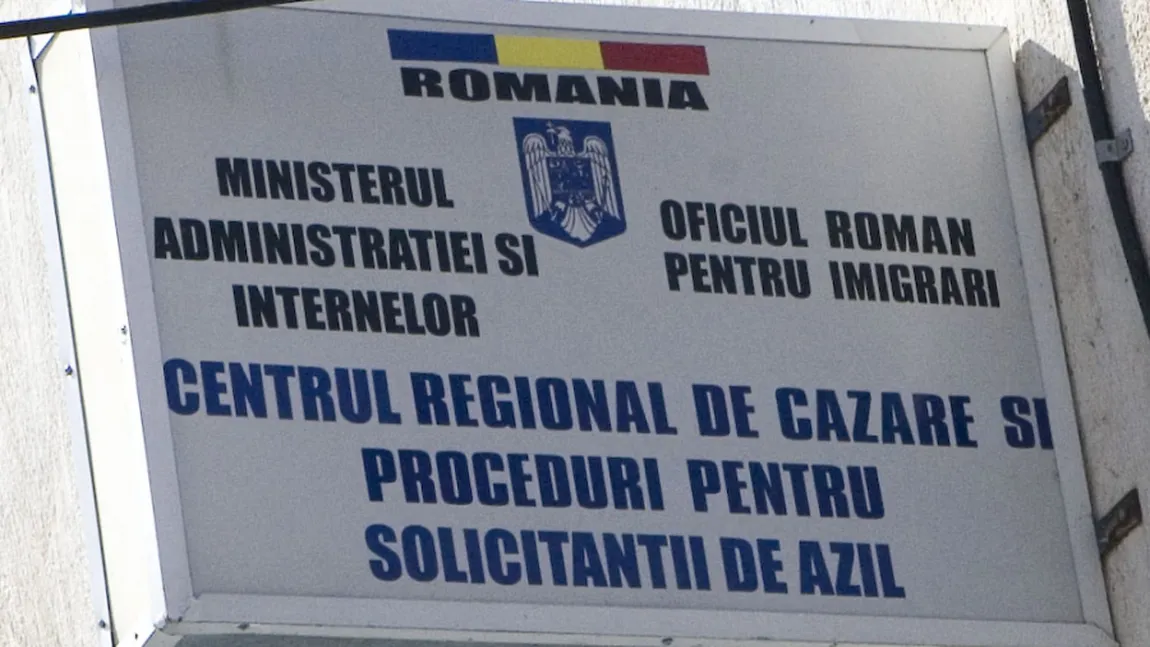 ROMANIA
MINISTERUL
ADMINISTRATIEI SI
INTERNELOR
OFICIUL ROMAN
PENTRU IMIGRARI
CENTRUL REGIONAL DE CAZARE SI
PROCEDURI PENTRU
SOLICITANTII DE AZIL